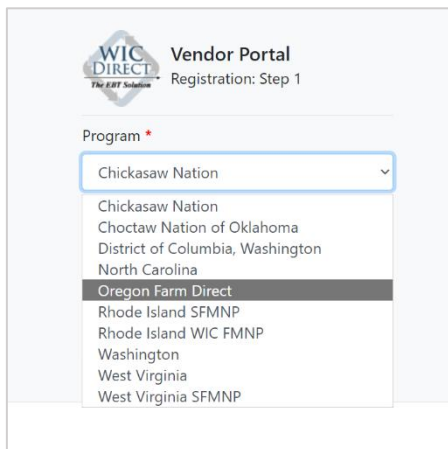 WIC
DIRECT
The EBT Solution
Vendor Portal
Registration: Step 1
Program *
Chickasaw Nation
Chickasaw Nation
Choctaw Nation of Oklahoma
District of Columbia, Washington
North Carolina
Oregon Farm Direct
Rhode Island SFMNP
Rhode Island WIC FMNP
Washington
West Virginia
West Virginia SFMNP